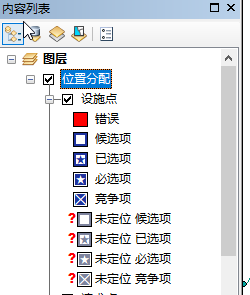 内容列表
图层
位置分配
设施点
错误
候选项
已选项
必选项
竞争项
未定位 候选项
未定位 已选项
未定位 必选项
未定位 竞争项